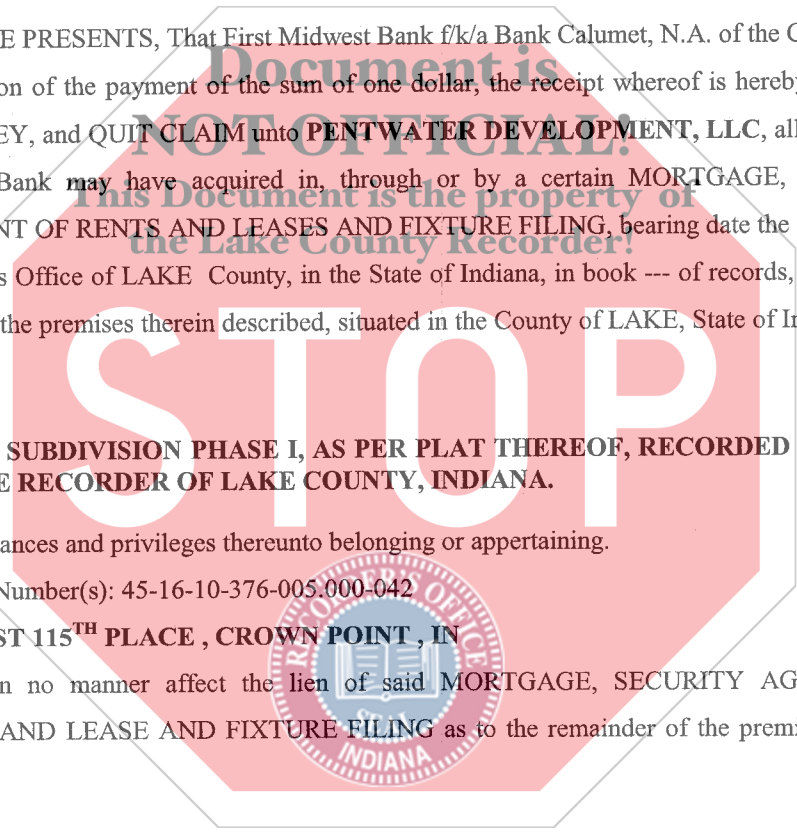 E PRESENTS, That First Midwest Bank f/k/a Bank Calumet, N.A. of the C
Document is
on of the payment of the sum of one dollar, the receipt whereof is hereby
EY, and QUIT CLAIM unto PENTWATER DEVELOPMENT, LLC, all
NOT OFFICIAL!
Bank may have acquired in, through or by a certain MORTGAGE,
This Document is the property of
NT OF RENTS AND LEASES AND FIXTURE FILING, bearing date the
the Lake County Recorder!
s Office of LAKE County, in the State of Indiana, in book --- of records,
the premises therein described, situated in the County of LAKE, State of In
STOP
SUBDIVISION PHASE I, AS PER PLAT THEREOF, RECORDED
E RECORDER OF LAKE COUNTY, INDIANA.
ances and privileges thereunto belonging or appertaining.
Number(s): 45-16-10-376-005.000-042
ST 115TH PLACE , CROWN POINT , IN
RECORDER'S OFFICE
n no manner affect the lien of said MORTGAGE, SECURITY AG
SEAL
AND LEASE AND FIXTURE FILING as to the remainder of the prem
INDIANA